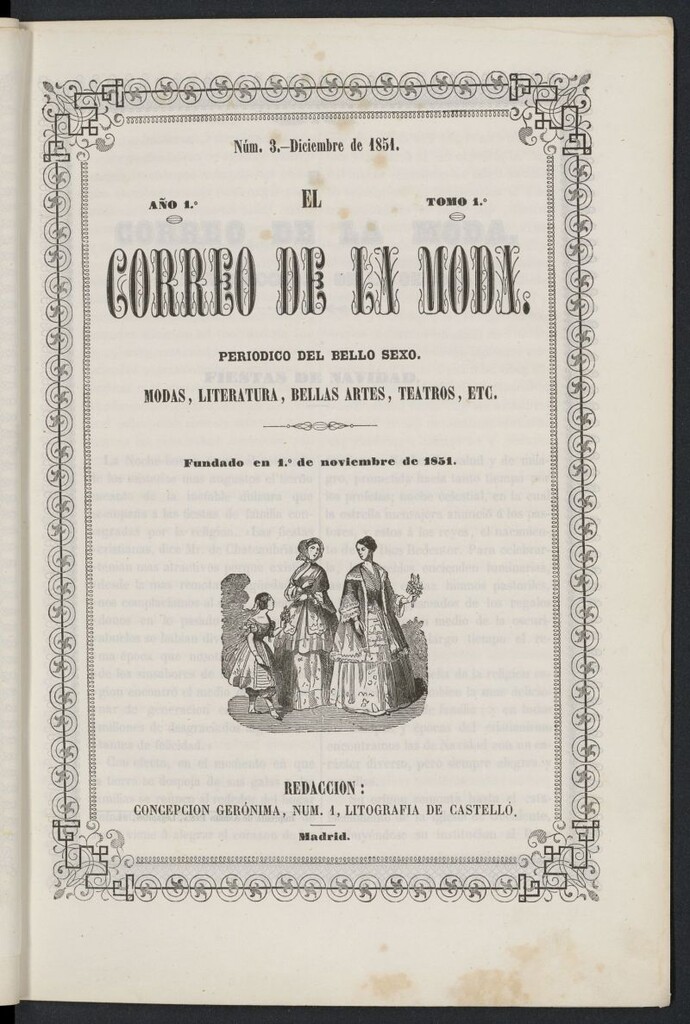 Núm. 3.—Diciembre de 1851.
AÑO 1.º
EL
TOMO 1.º
CORREO DE LA MODA.
PERIODICO DEL BELLO SEXO.
MODAS, LITERATURA, BELLAS ARTES, TEATROS, ETC.
Fundado en 1.º de noviembre de 1851.
REDACCION:
CONCEPCION GERÓNIMA, NUM. 1, LITOGRAFIA DE CASTELLÓ.
Madrid.